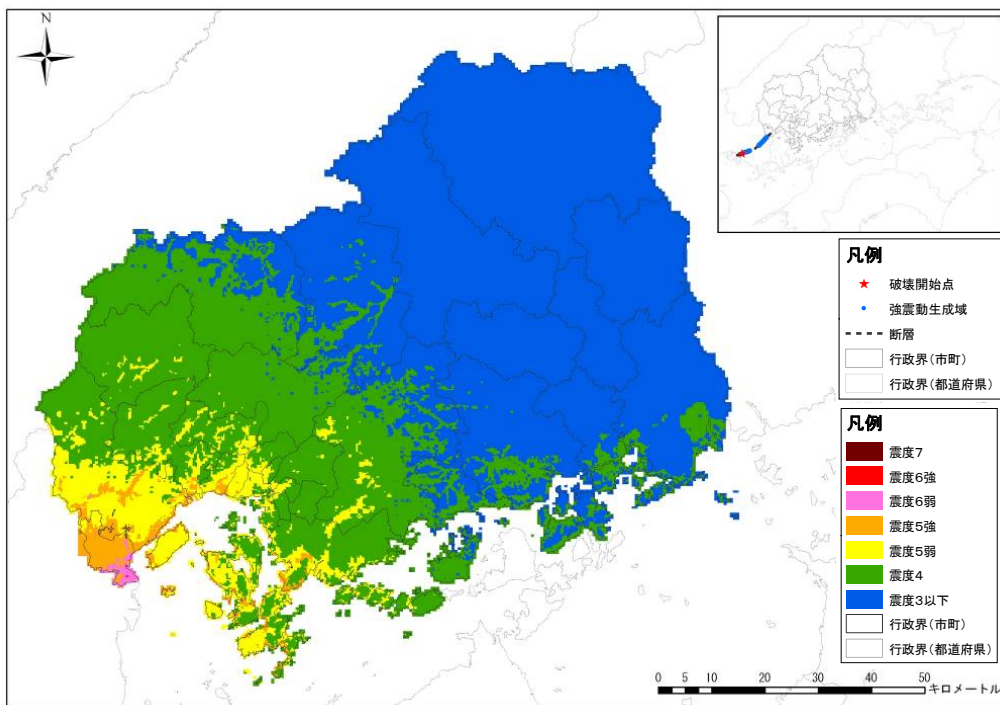 N
凡例
破壊開始点
強震動生成域
断層
行政界(市町)
行政界(都道府県)
凡例
震度7
震度6強
震度6弱
震度5強
震度5弱
震度4
震度3以下
行政界(市町)
行政界(都道府県)
0 5 10 20 30 40 50
キロメートル